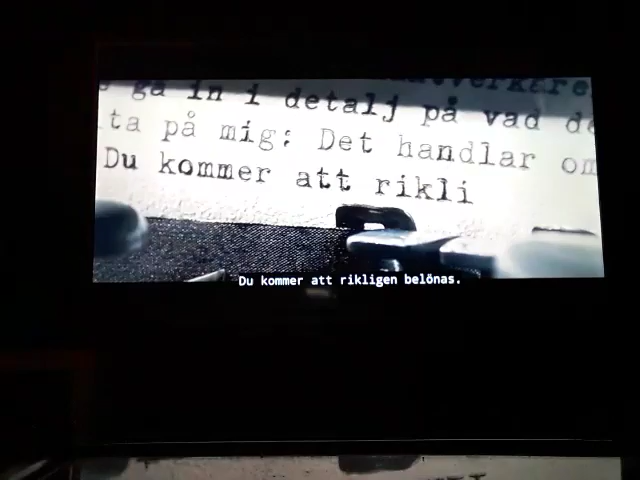 gå in i detalj på vad
ta på mig: Det handlar om
Du kommer att rikli
Du kommer att rikligen belönas.